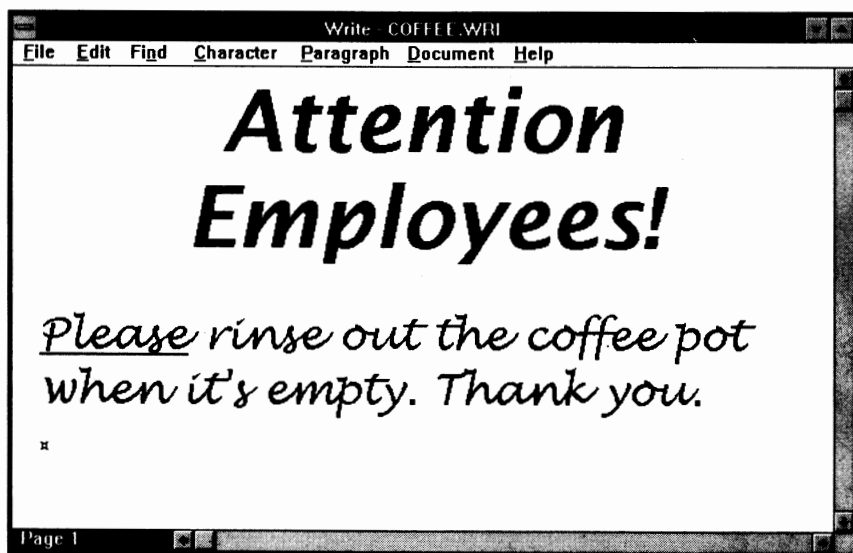 Write - COFFEE.WRI
File Edit Find Character Paragraph Document Help
Attention
Employees!
Please rinse out the coffee pot
when it's empty. Thank you.
¤
Page 1